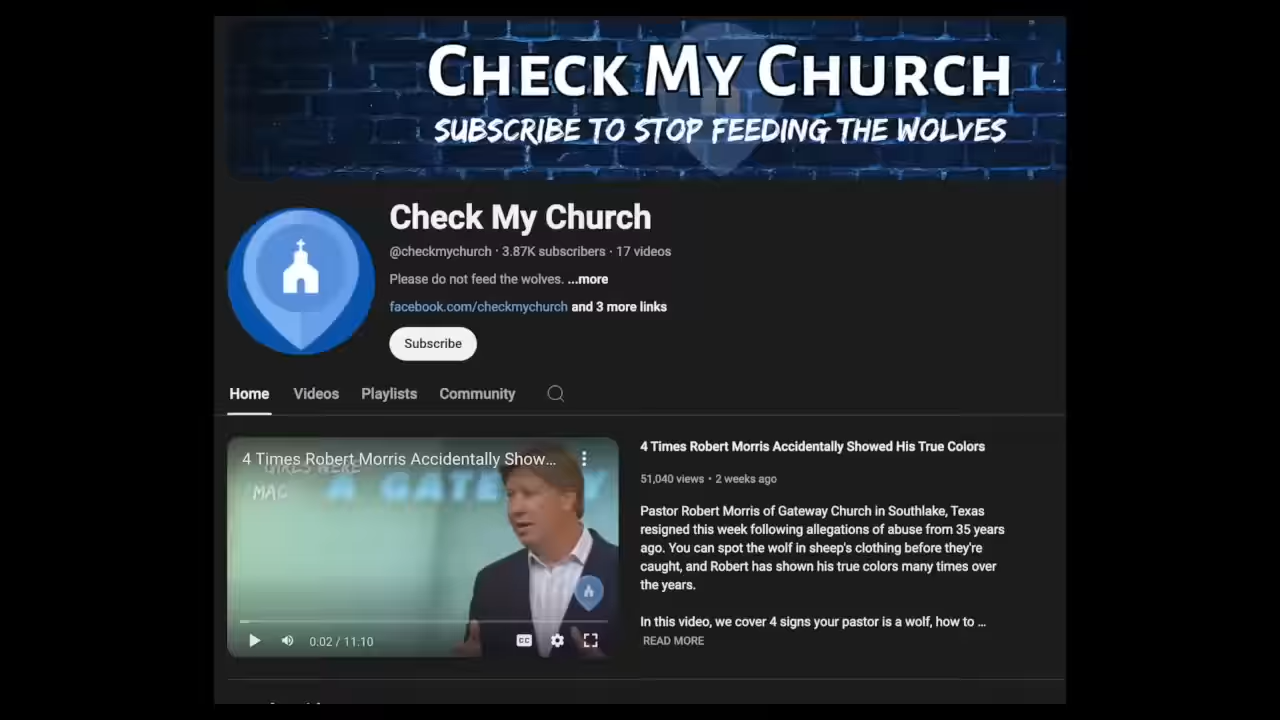 CHECK MY CHURCH
SUBSCRIBE TO STOP FEEDING THE WOLVES
Check My Church
@checkmychurch · 3.87K subscribers · 17 videos
Please do not feed the wolves. ...more
facebook.com/checkmychurch and 3 more links
Subscribe
Home Videos Playlists Community
4 Times Robert Morris Accidentally Show...
A GATE
0:02 / 11:10
CC
4 Times Robert Morris Accidentally Showed His True Colors
51,040 views · 2 weeks ago
Pastor Robert Morris of Gateway Church in Southlake, Texas
resigned this week following allegations of abuse from 35 years
ago. You can spot the wolf in sheep's clothing before they're
caught, and Robert has shown his true colors many times over
the years.
In this video, we cover 4 signs your pastor is a wolf, how to ...
READ MORE